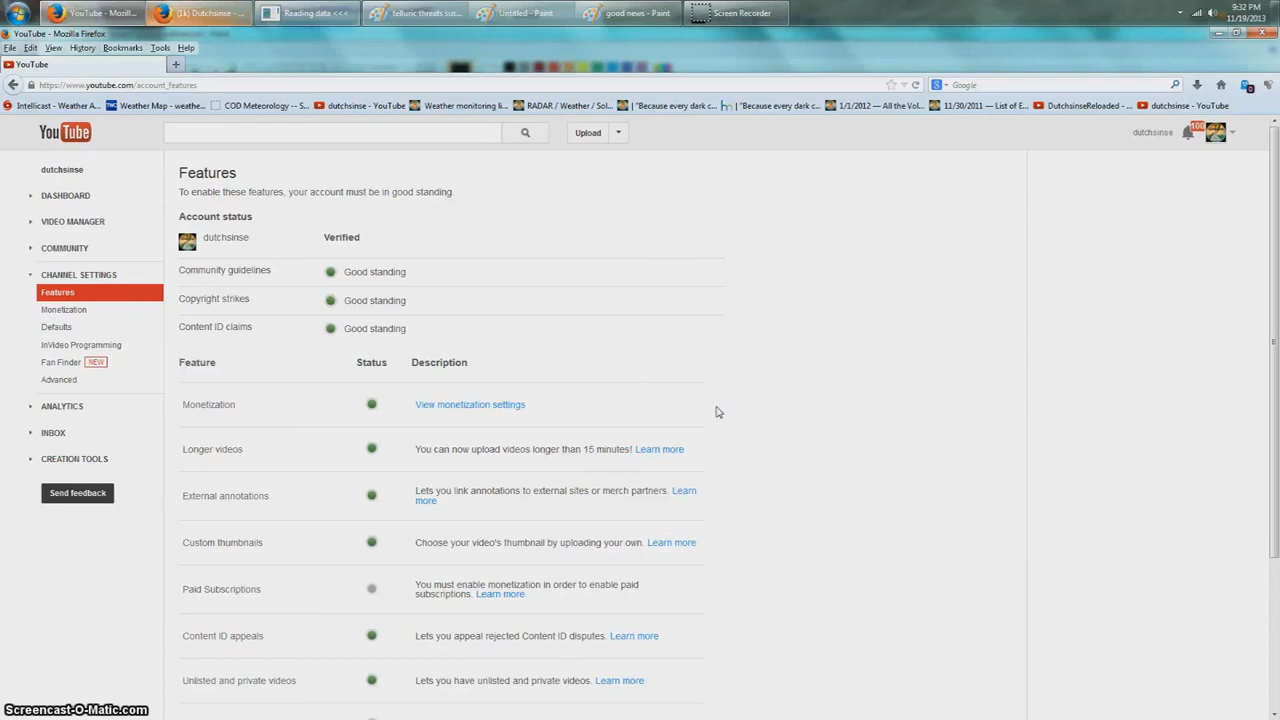 YouTube - Mozill...
(1k) Dutchsinse - ...
Reading data <<<
telluric threats sus...
Untitled - Paint
good news - Paint
Screen Recorder
9:32 PM
11/19/2013
YouTube - Mozilla Firefox
File Edit View History Bookmarks Tools Help
YouTube
https://www.youtube.com/account_features
Google
Intellicast - Weather A...
Weather Map - weathe...
COD Meteorology -- S...
dutchsinse - YouTube
Weather monitoring li...
RADAR / Weather / Sol...
| "Because every dark c...
| "Because every dark c...
1/1/2012 — All the Vol...
11/30/2011 — List of E...
DutchsinseReloaded - ...
dutchsinse - YouTube
YouTube
Upload
dutchsinse
100
dutchsinse
DASHBOARD
VIDEO MANAGER
COMMUNITY
CHANNEL SETTINGS
Features
Monetization
Defaults
InVideo Programming
Fan Finder NEW
Advanced
ANALYTICS
INBOX
CREATION TOOLS
Send feedback
Features
To enable these features, your account must be in good standing.
Account status
dutchsinse Verified
Community guidelines Good standing
Copyright strikes Good standing
Content ID claims Good standing
Feature Status Description
Monetization View monetization settings
Longer videos You can now upload videos longer than 15 minutes! Learn more
External annotations Lets you link annotations to external sites or merch partners. Learn
more
Custom thumbnails Choose your video's thumbnail by uploading your own. Learn more
Paid Subscriptions You must enable monetization in order to enable paid
subscriptions. Learn more
Content ID appeals Lets you appeal rejected Content ID disputes. Learn more
Unlisted and private videos Lets you have unlisted and private videos. Learn more
Screencast-O-Matic.com